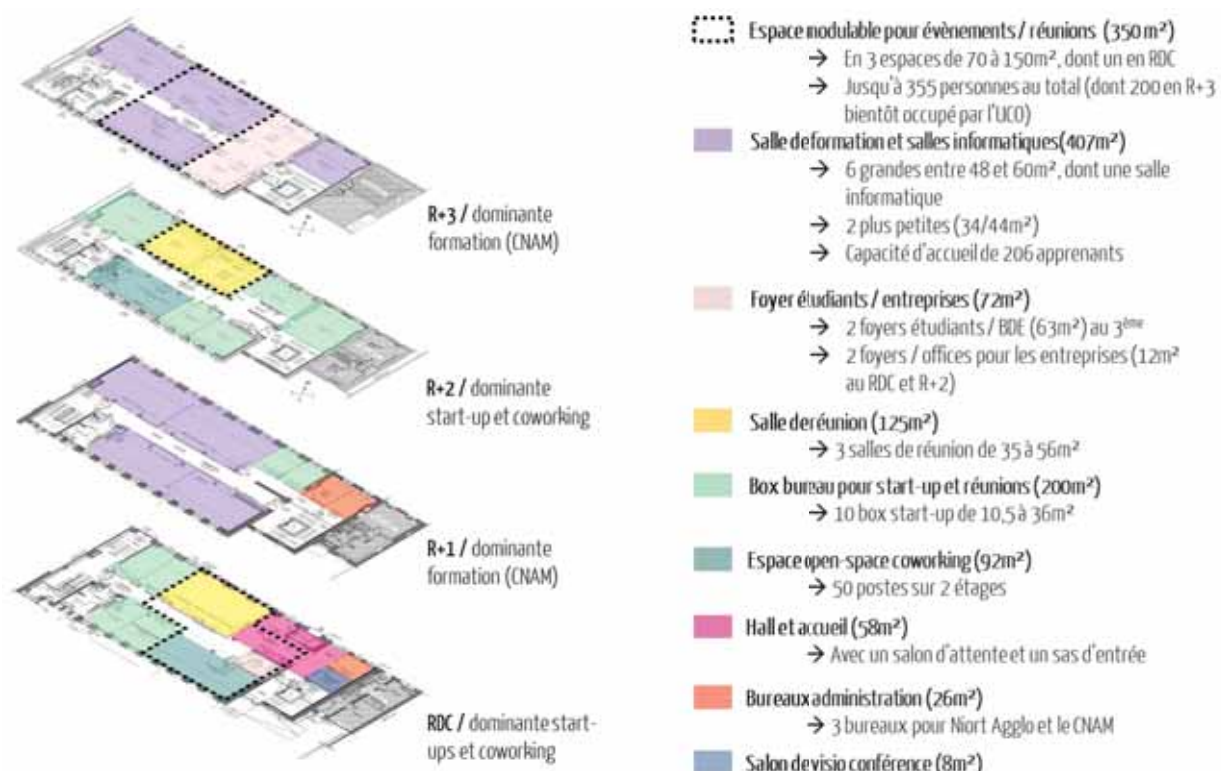 R+3 / dominante
formation (CNAM)
R+2 / dominante
start-up et coworking
R+1 / dominante
formation (CNAM)
RDC / dominante start-
ups et coworking
Espace modulable pour évènements / réunions (350 m²)
→ En 3 espaces de 70 à 150m², dont un en RDC
→ Jusqu'à 355 personnes au total (dont 200 en R+3
bientôt occupé par l'UCO)
Salle de formation et salles informatiques (407m²)
→ 6 grandes entre 48 et 60m², dont une salle
informatique
→ 2 plus petites (34/44m²)
→ Capacité d'accueil de 206 apprenants
Foyer étudiants / entreprises (72m²)
→ 2 foyers étudiants / BDE (63m²) au 3ème
→ 2 foyers / offices pour les entreprises (12m²
au RDC et R+2)
Salle de réunion (125m²)
→ 3 salles de réunion de 35 à 56m²
Box bureau pour start-up et réunions (200m²)
→ 10 box start-up de 10,5 à 36m²
Espace open-space coworking (92m²)
→ 50 postes sur 2 étages
Hall et accueil (58m²)
→ Avec un salon d'attente et un sas d'entrée
Bureaux administration (26m²)
→ 3 bureaux pour Niort Agglo et le CNAM
Salon de visio conférence (8m²)